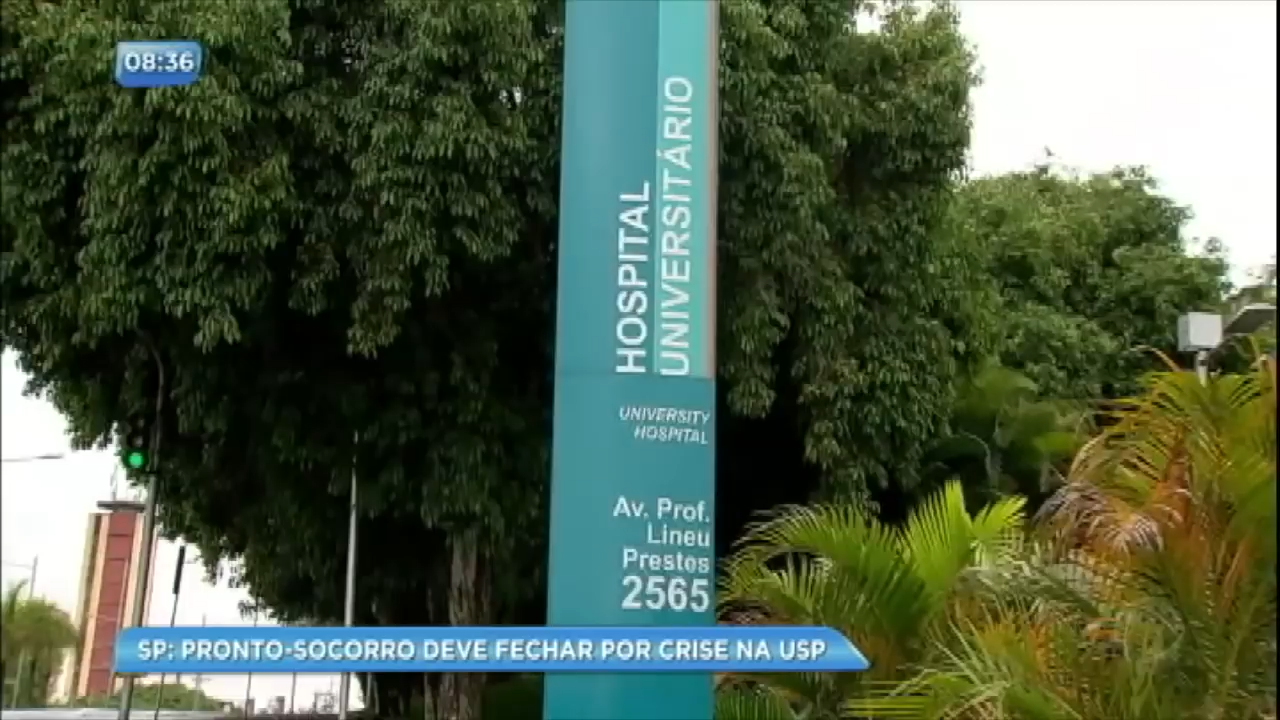 08:36
HOSPITAL
UNIVERSITÁRIO
UNIVERSITY
HOSPITAL
Av. Prof.
Lineu
Prestes
2565
SP: PRONTO-SOCORRO DEVE FECHAR POR CRISE NA USP